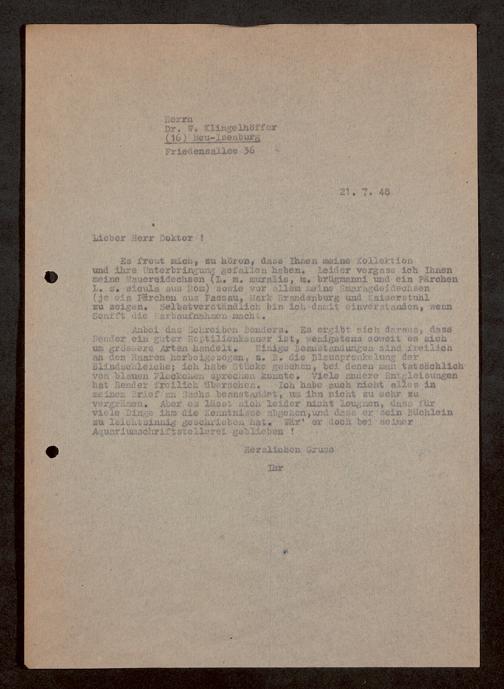 Herrn
Dr. W. Klingelhöffer
(16) Neu-Isenburg
Friedensallee 36
21. 7. 48
Lieber Herr Doktor !
Es freut mich, zu hören, dass Ihnen meine Kollektion
und ihre Unterbringung gefallen haben. Leider vergass ich Ihnen
meine Mauereidechsen (L. m. muralis, m. brügmanni und ein Pärchen
L. s. sicula aus Rom) sowie vor allem meine Smaragdeidechsen
(je ein Pärchen aus Passau, Mark Brandenburg und Kaiserstuhl
zu zeigen. Selbstverständlich bin ich damit einverstanden, wenn
Senfft die Farbaufnahmen macht.
Anbei das Schreiben Benders. Es ergibt sich daraus, dass
Bender ein guter Reptilienkenner ist, wenigstens soweit es sich
um grössere Arten handelt. Einige Beanstandungen sind freilich
an den Haaren herbeigezogen, z. B. die Blausprenkelung der
Blindschleiche; ich habe Stücke gesehen, bei denen man tatsächlich
von blauen Flecken sprechen konnte. Viele andere Entgleisungen
hat Bender freilich übersehen. Ich habe auch nicht alles in
meinem Brief an Sachs beanstandet, um ihn nicht zu sehr zu
vergrämen. Aber es lässt sich leider nicht leugnen, dass für
viele Dinge ihm die Kenntnisse abgehen,und dass er sein Büchlein
zu leichtsinnig geschrieben hat. Wär' er doch bei seiner
Aquariumschriftstellerei geblieben !
Herzlichen Gruss
Ihr